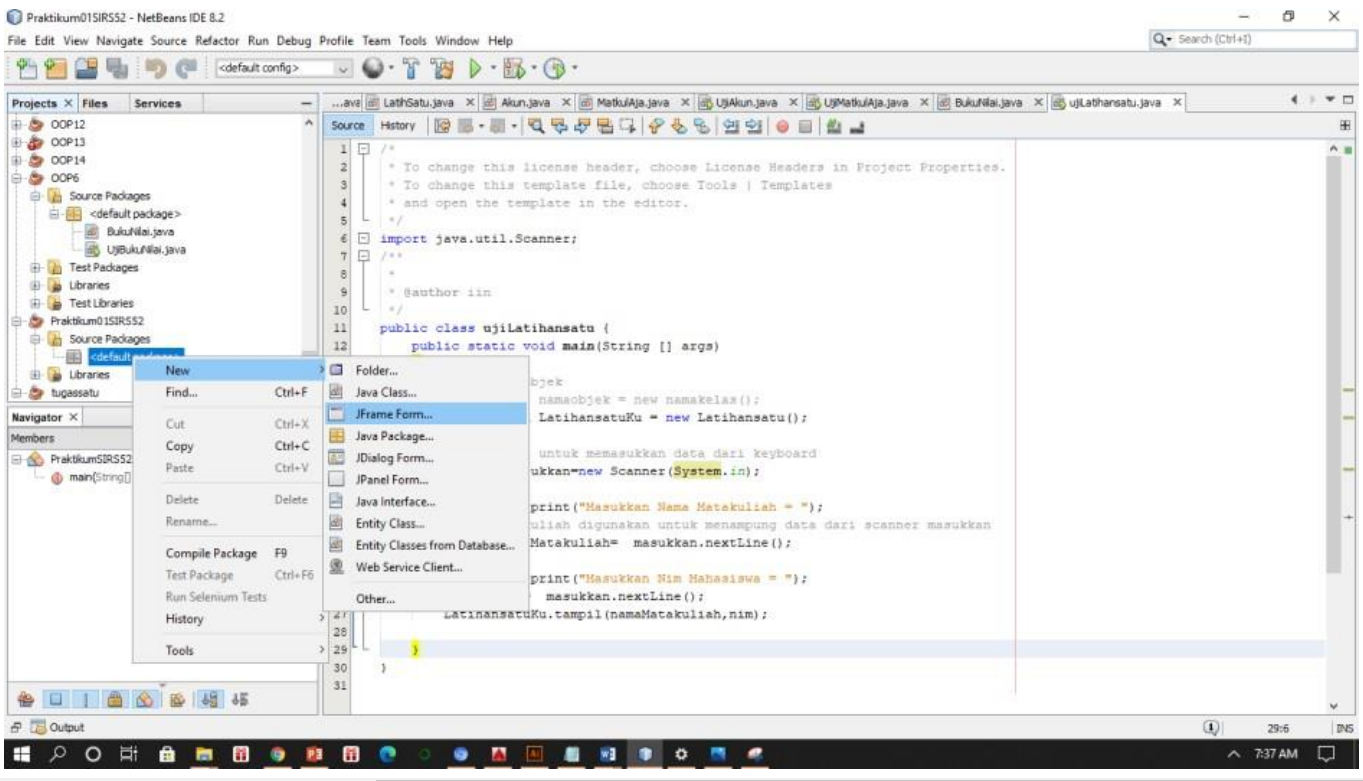 Praktikum01SIRS52 - NetBeans IDE 8.2
File Edit View Navigate Source Refactor Run Debug Profile Team Tools Window Help
Search (Ctrl+I)
<default config>
Projects Files Services
OOP12
OOP13
OOP14
OOP6
Source Packages
<default package>
BukuNilai.java
UjiBukuNilai.java
Test Packages
Libraries
Test Libraries
Praktikum01SIRS52
Source Packages
<default package>
Libraries
tugassatu
Navigator
Members
PraktikumSIRS52
main(String[]
New
Find... Ctrl+F
Cut Ctrl+X
Copy Ctrl+C
Paste Ctrl+V
Delete Delete
Rename...
Compile Package F9
Test Package Ctrl+F6
Run Selenium Tests
History
Tools
Folder...
Java Class...
JFrame Form...
Java Package...
JDialog Form...
JPanel Form...
Java Interface...
Entity Class...
Entity Classes from Database...
Web Service Client...
Other...
...ava LatihSatu.java Akun.java MatkulAja.java UjiAkun.java UjiMatkulAja.java BukuNilai.java ujiLatihansatu.java
Source History
1 /*
2 * To change this license header, choose License Headers in Project Properties.
3 * To change this template file, choose Tools | Templates
4 * and open the template in the editor.
5 */
6 import java.util.Scanner;
7 /**
8 *
9 * @author iin
10 */
11 public class ujiLatihansatu {
12 public static void main(String [] args)
bjek
namaobjek = new namakelas();
LatihansatuKu = new Latihansatu();
untuk memasukkan data dari keyboard
ukkan=new Scanner(System.in);
print("Masukkan Nama Matakuliah = ");
uliah digunakan untuk menampung data dari scanner masukkan
Matakuliah= masukkan.nextLine();
print("Masukkan Nim Mahasiswa = ");
masukkan.nextLine();
27 LatihansatuKu.tampil(namaMatakuliah,nim);
28
29 }
30 }
31
Output
1 29:6 INS
7:37 AM